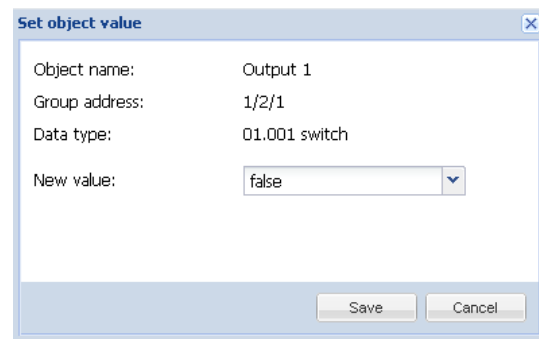 Set object value
Object name: Output 1
Group address: 1/2/1
Data type: 01.001 switch
New value: false
Save Cancel